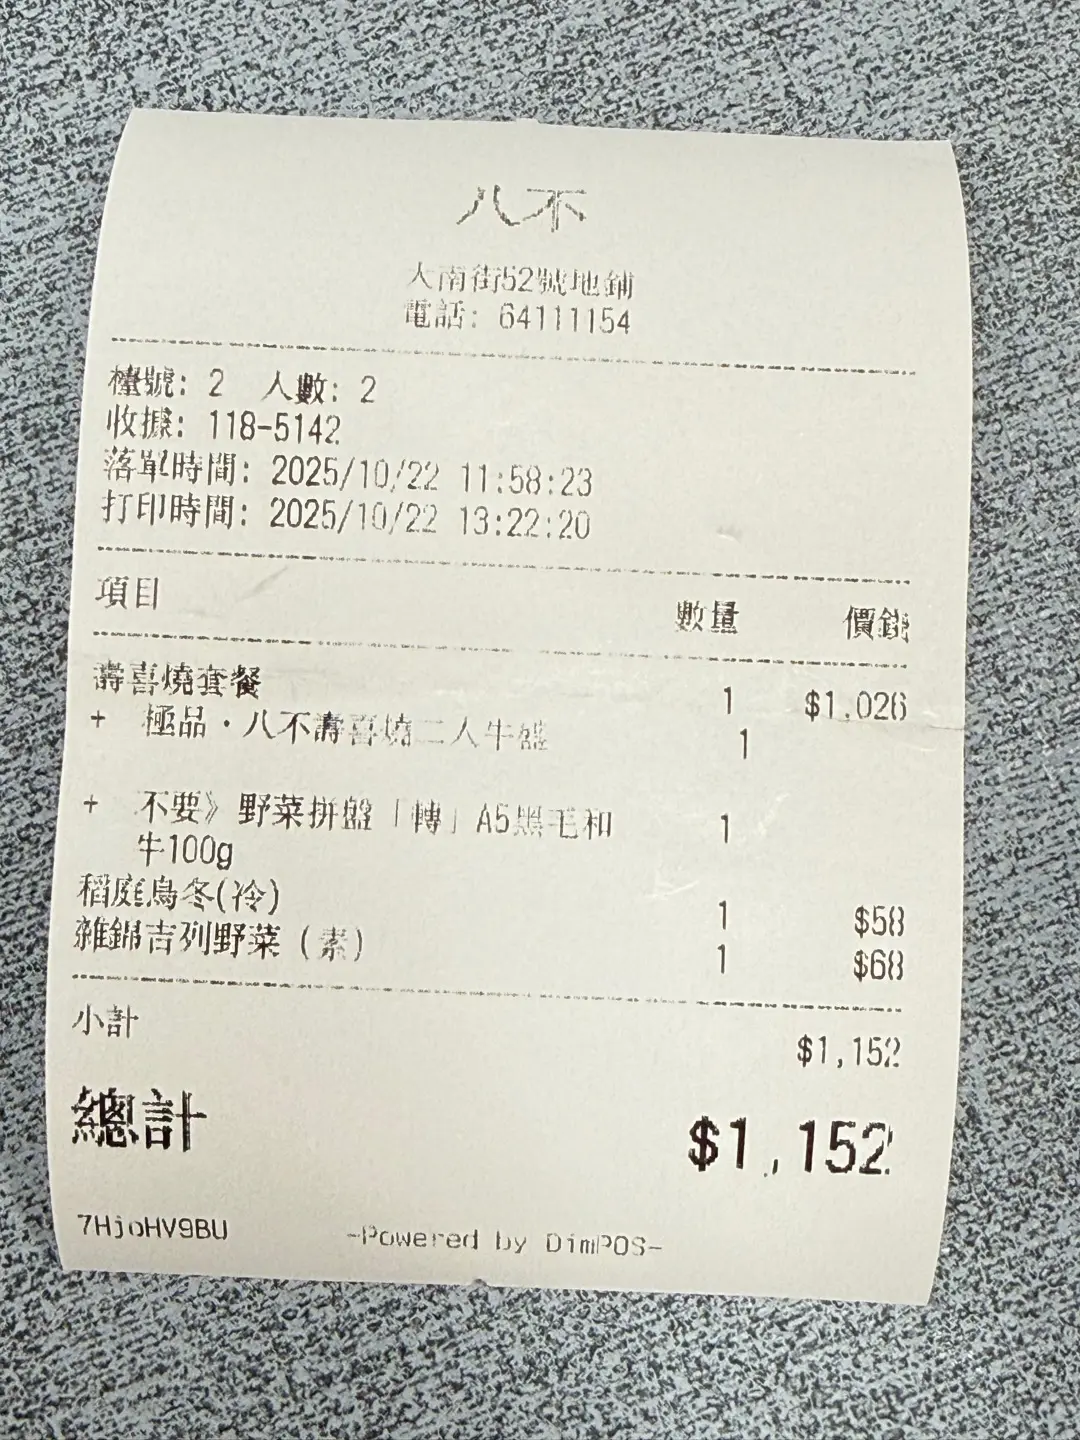 八不
大南街52號地鋪
電話: 64111154
檯號: 2 人數: 2
收據: 118-5142
落單時間: 2025/10/22 11:58:23
打印時間: 2025/10/22 13:22:20
項目 數量 價錢
壽喜燒套餐 1 $1,026
+ 極品·八不壽喜燒二人牛盛 1
+ 不要》野菜拼盤「轉」A5黑毛和 1
牛100g
稻庭烏冬(冷) 1 $58
雜錦吉列野菜 (素) 1 $68
小計 $1,152
總計 $1,152
7HjoHV9BU -Powered by DimPOS-